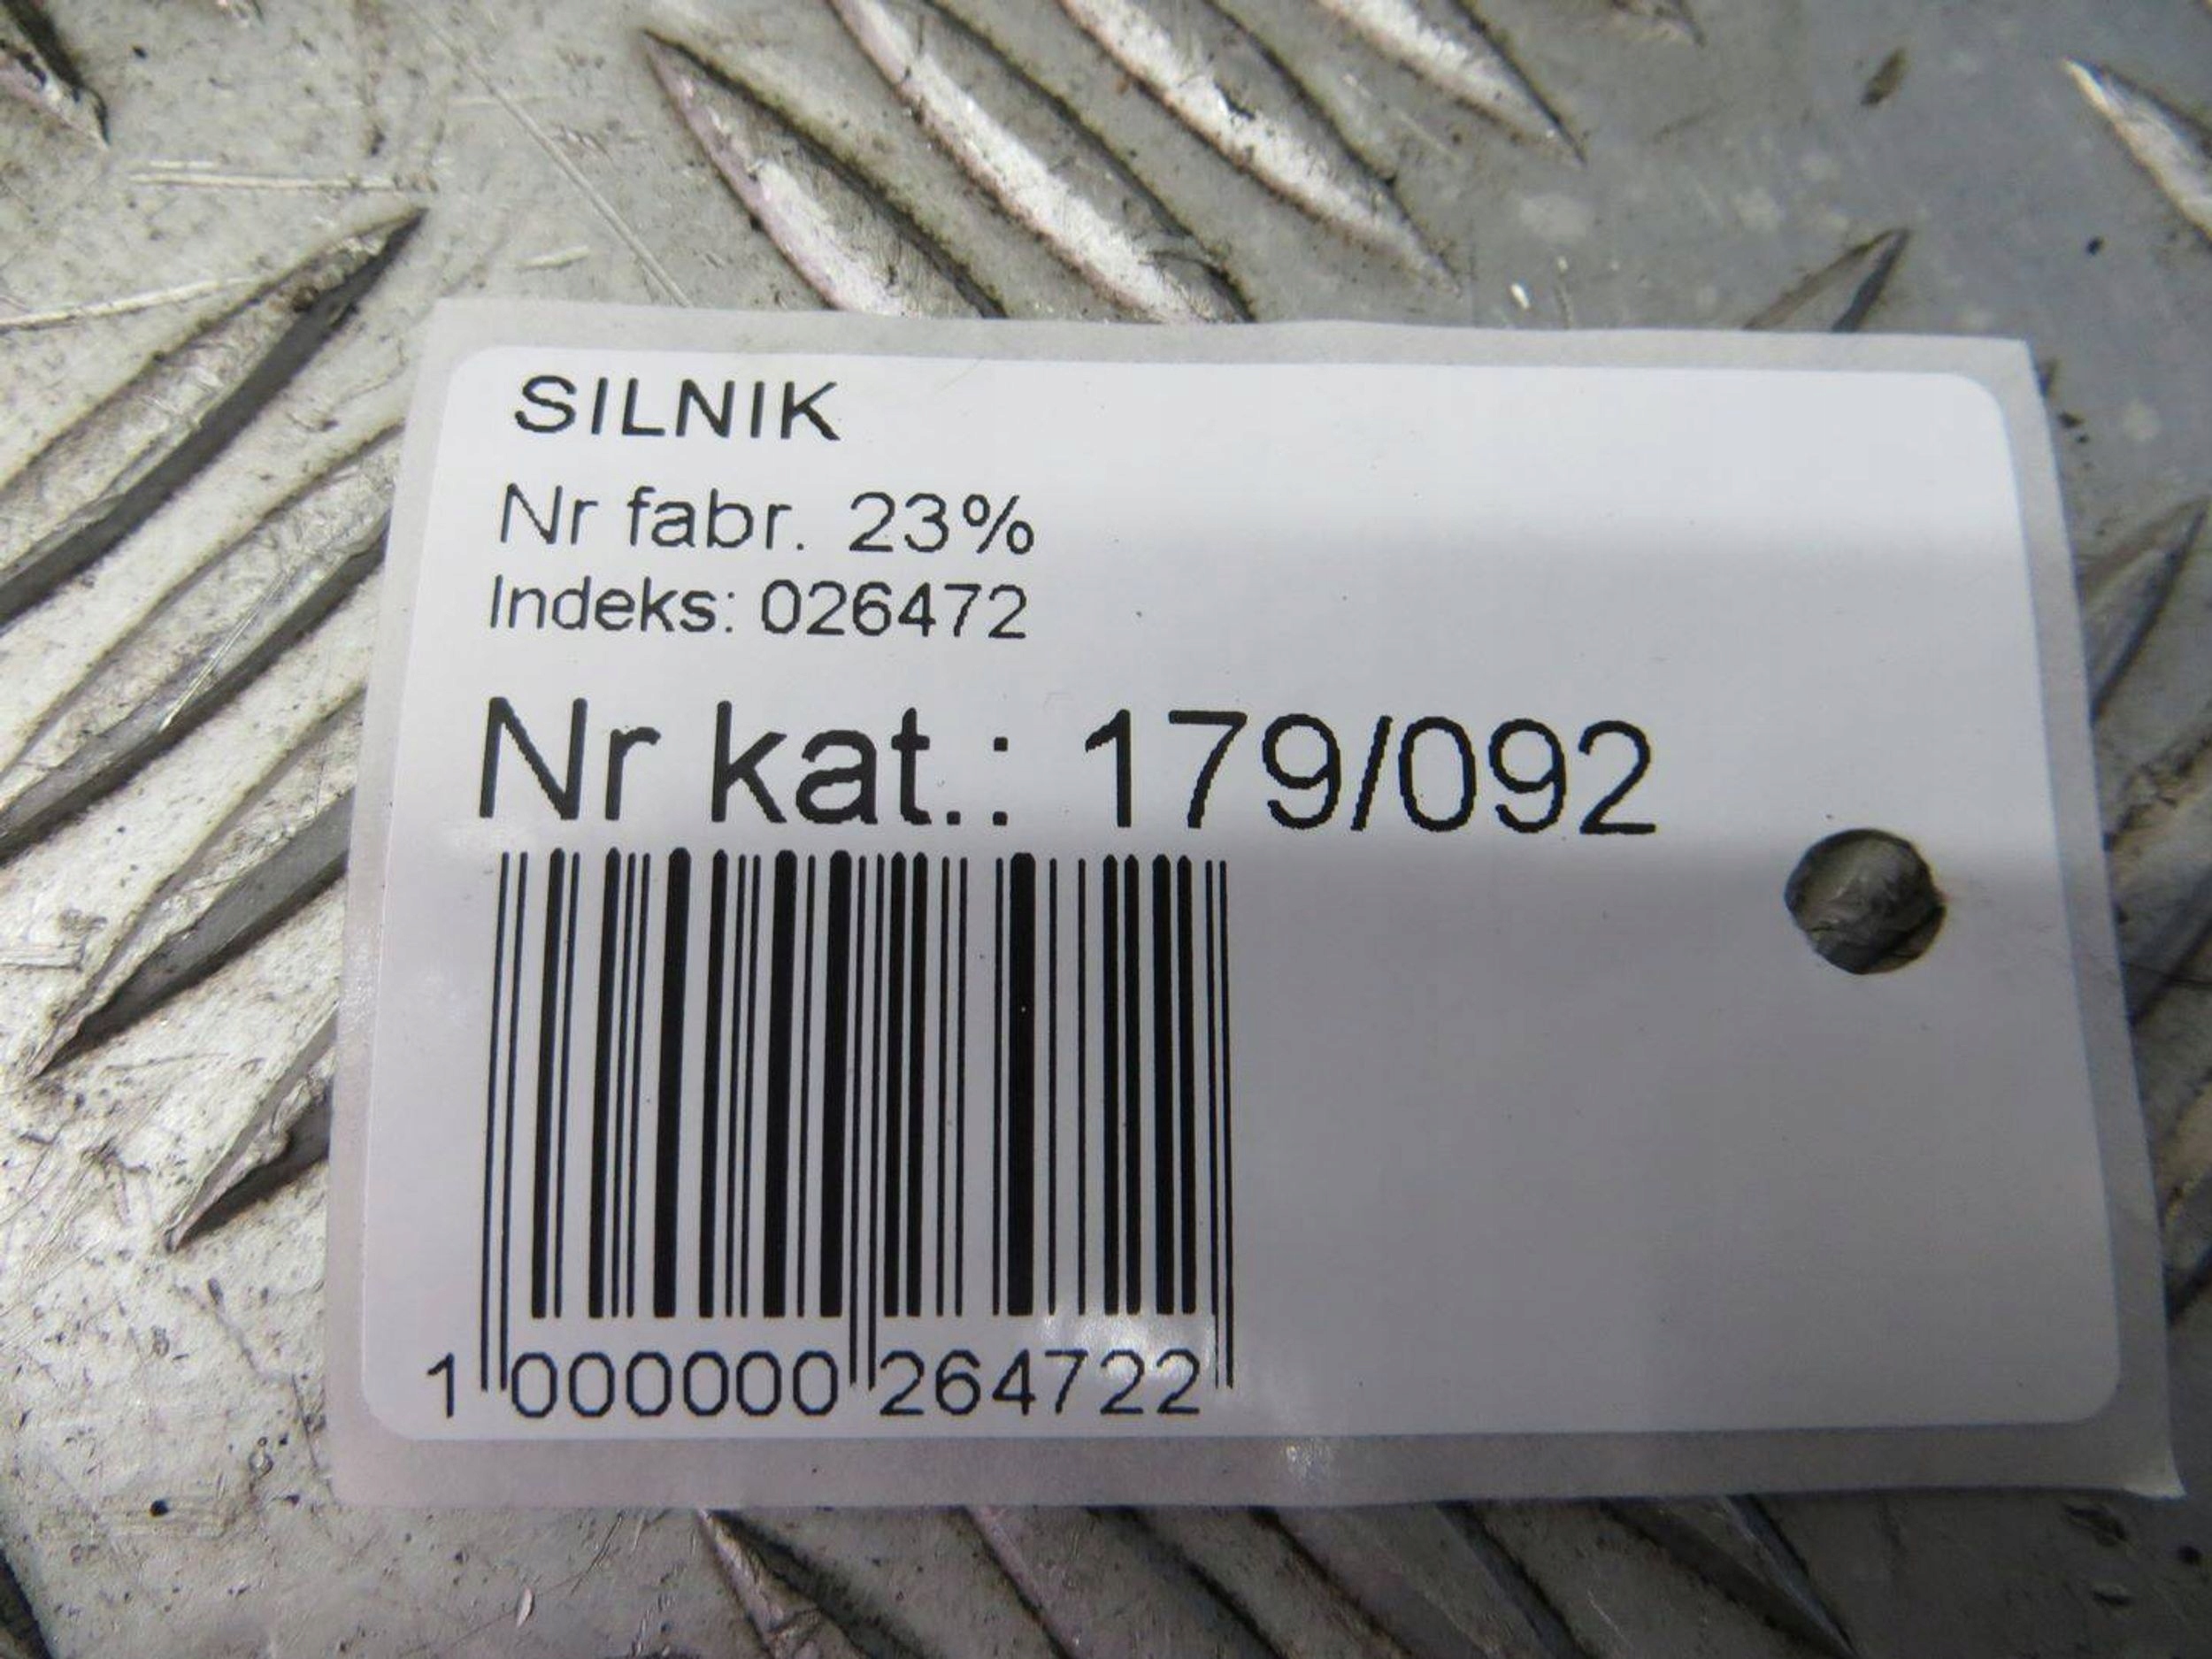 SILNIK
Nr fabr. 23%
Indeks: 026472
Nr kat.: 179/092
1 000000 264722